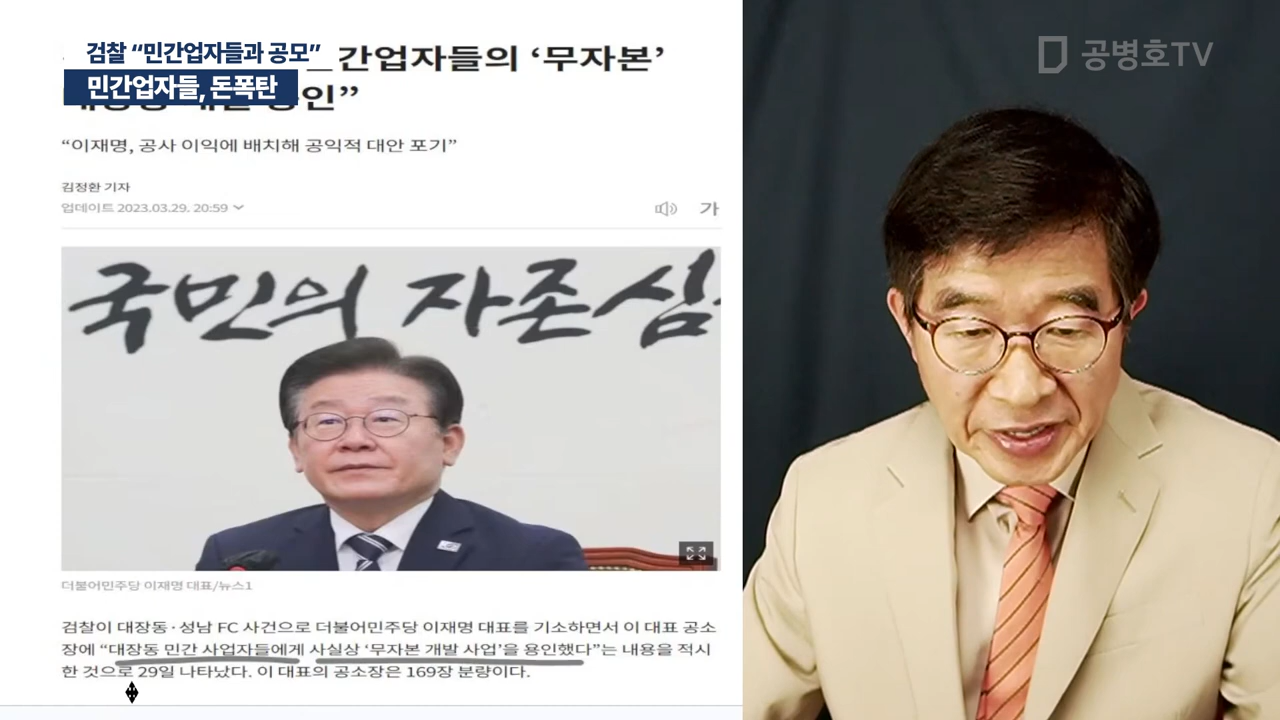 검찰 “민간업자들과 공모”
간업자들의 ‘무자본’
민간업자들, 돈폭탄
인”
“이재명, 공사 이익에 배치해 공익적 대안 포기”
김정환 기자
업데이트 2023.03.29. 20:59
가
국민의 자존심
더불어민주당 이재명 대표/뉴스1
검찰이 대장동·성남 FC 사건으로 더불어민주당 이재명 대표를 기소하면서 이 대표 공소
장에 “대장동 민간 사업자들에게 사실상 ‘무자본 개발 사업’을 용인했다”는 내용을 적시
한 것으로 29일 나타났다. 이 대표의 공소장은 169장 분량이다.
공병호TV